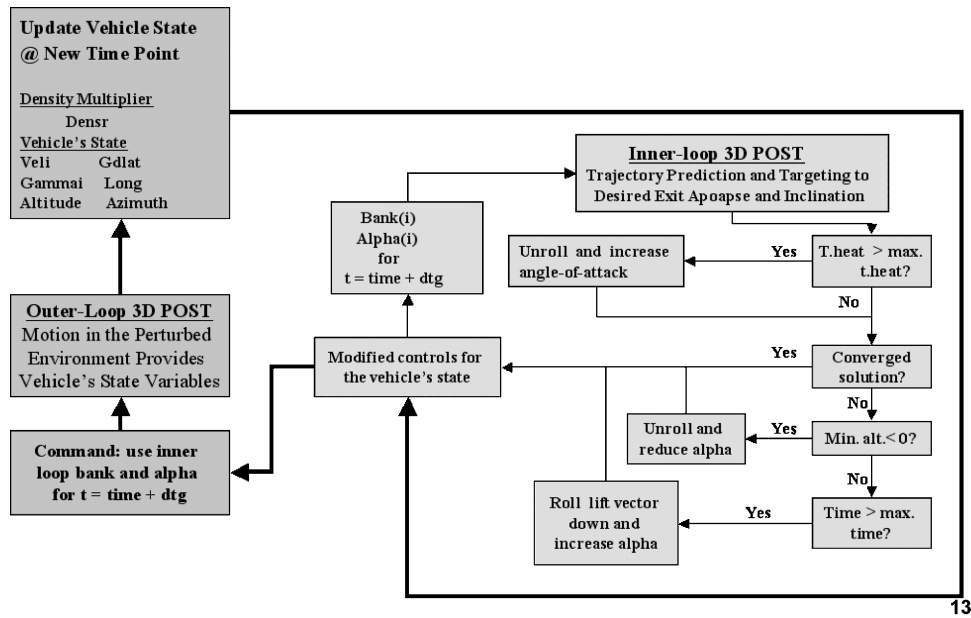 Update Vehicle State
@ New Time Point
Density Multiplier
Densr
Vehicle's State
Veli Gdlat
Gammai Long
Altitude Azimuth
Outer-Loop 3D POST
Motion in the Perturbed
Environment Provides
Vehicle's State Variables
Command: use inner
loop bank and alpha
for t = time + dtg
Bank(i)
Alpha(i)
for
t = time + dtg
Modified controls for
the vehicle's state
Inner-loop 3D POST
Trajectory Prediction and Targeting to
Desired Exit Apoapse and Inclination
T.heat > max.
t.heat?
Yes
Unroll and increase
angle-of-attack
No
Converged
solution?
Yes
No
Min. alt.<0?
Yes
Unroll and
reduce alpha
No
Time > max.
time?
Yes
Roll lift vector
down and
increase alpha
13